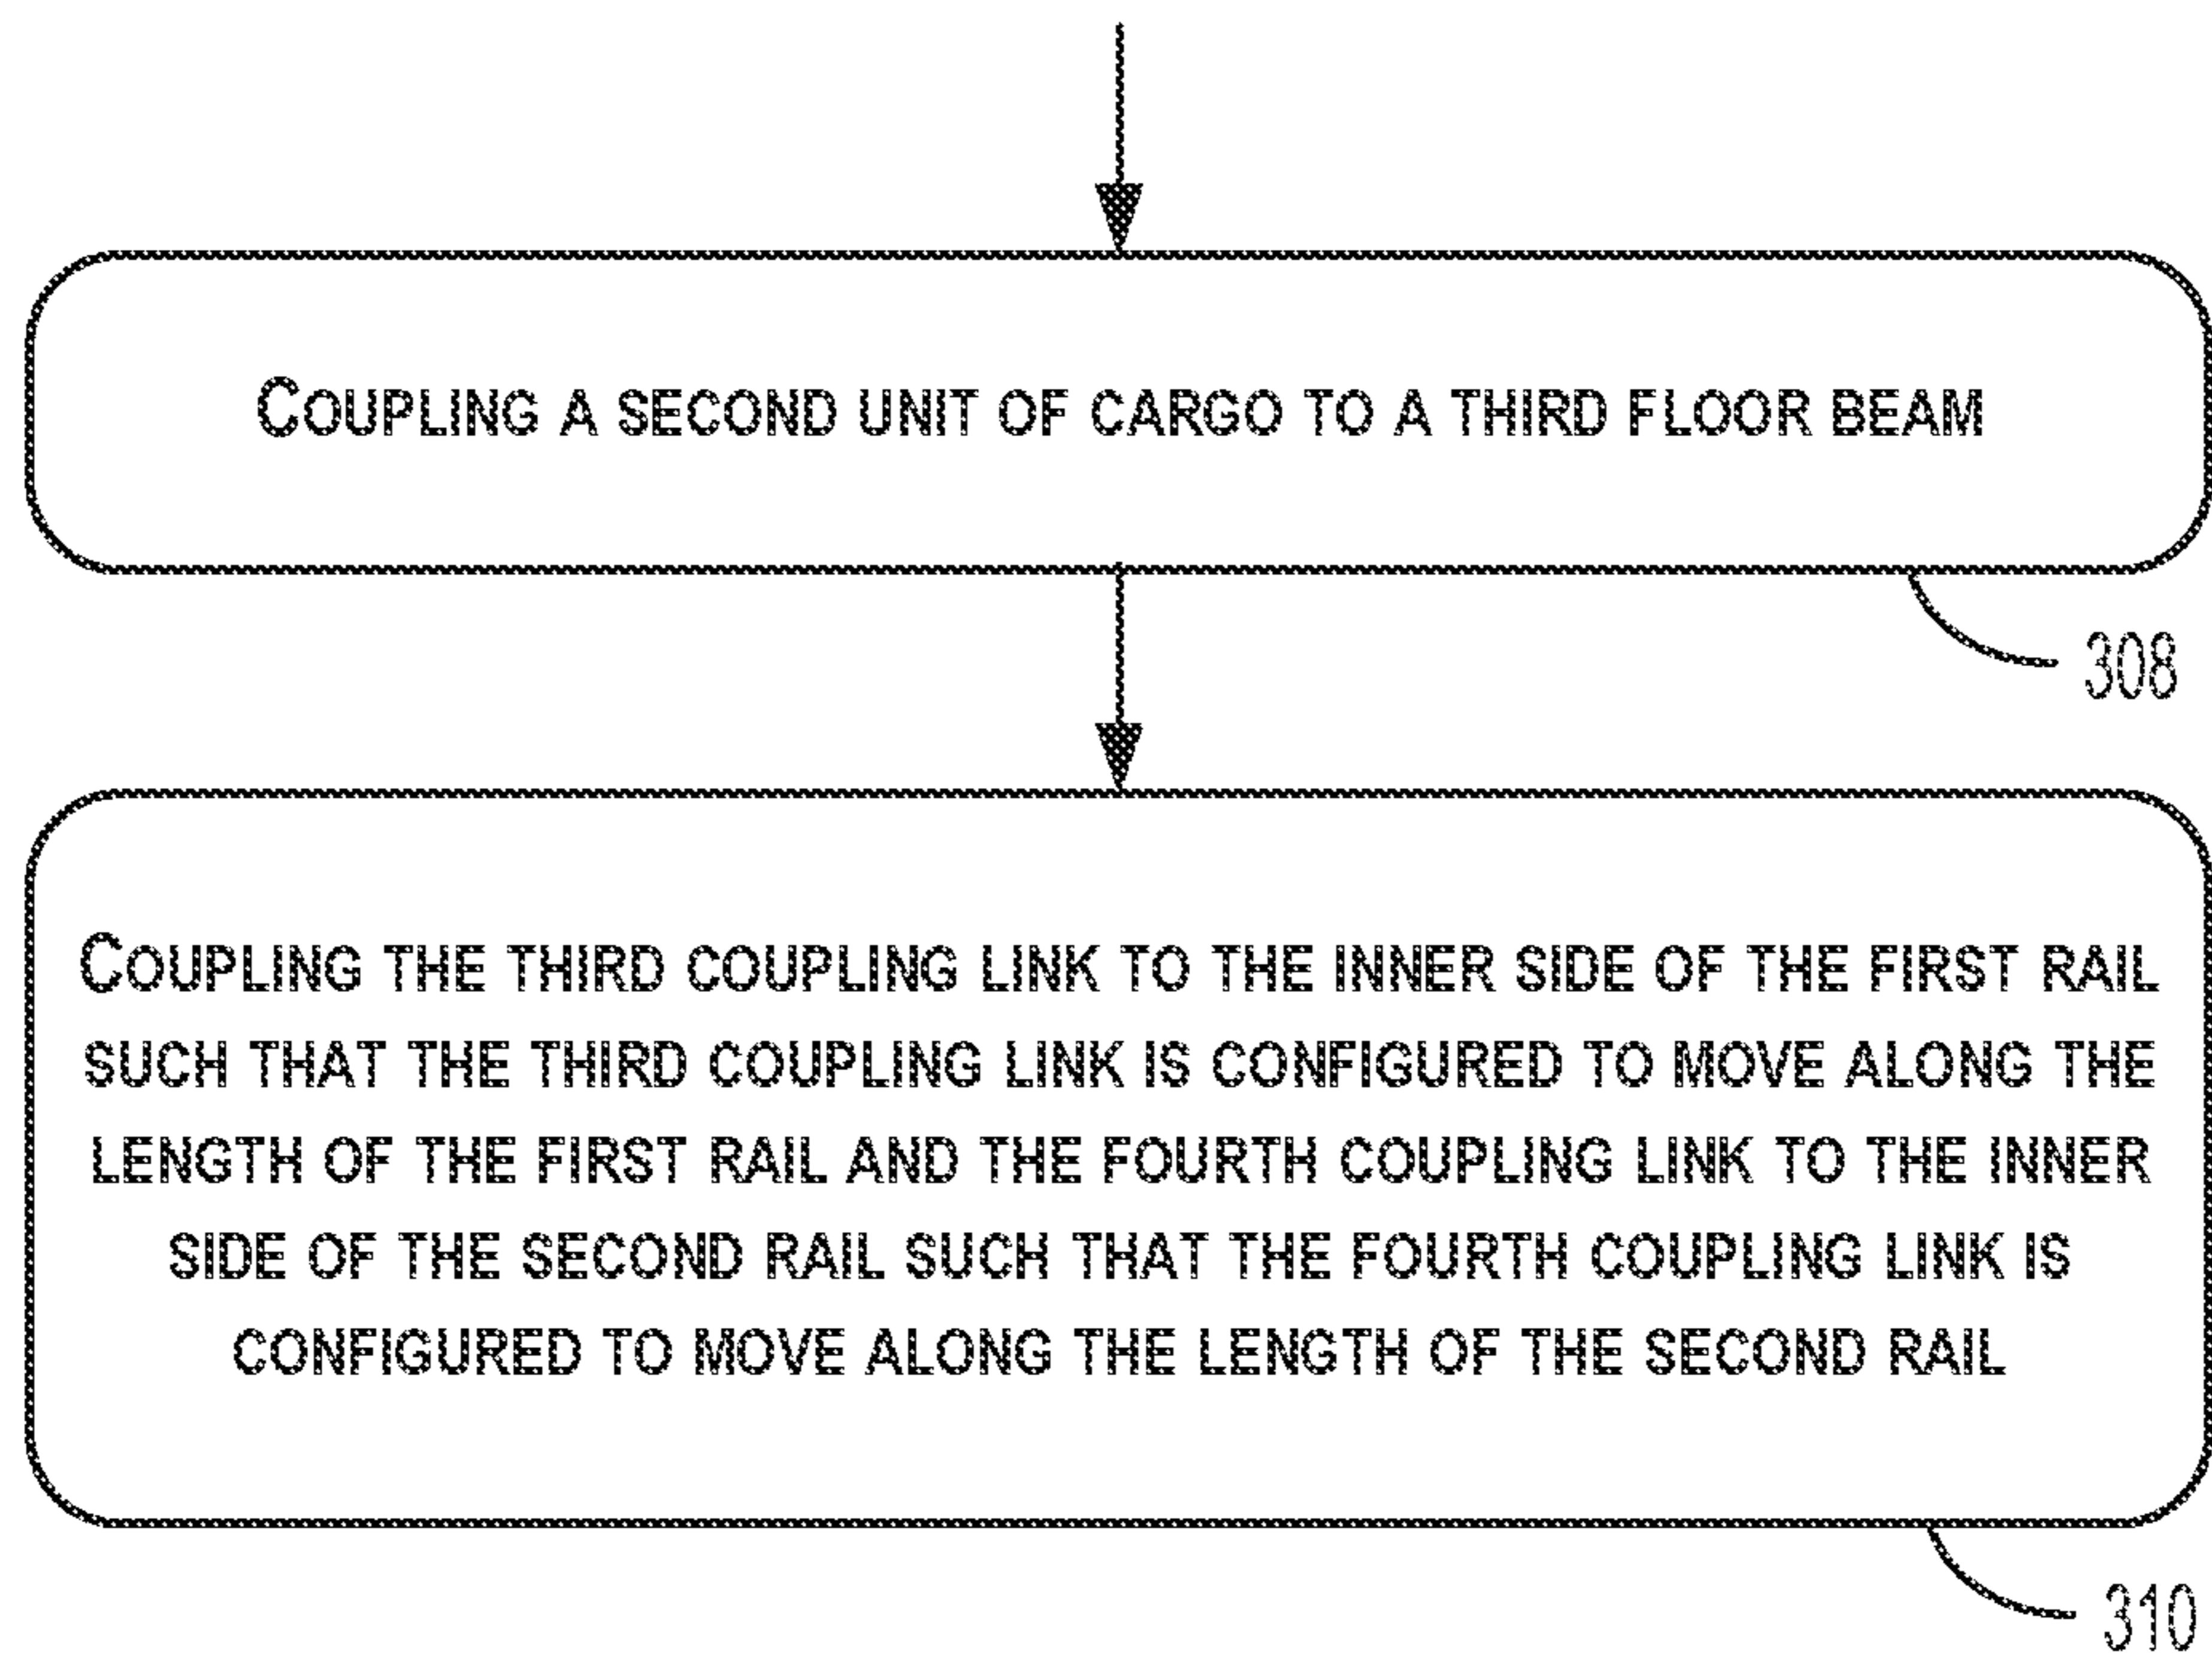 COUPLING A SECOND UNIT OF CARGO TO A THIRD FLOOR BEAM
308
COUPLING THE THIRD COUPLING LINK TO THE INNER SIDE OF THE FIRST RAIL
SUCH THAT THE THIRD COUPLING LINK IS CONFIGURED TO MOVE ALONG THE
LENGTH OF THE FIRST RAIL AND THE FOURTH COUPLING LINK TO THE INNER
SIDE OF THE SECOND RAIL SUCH THAT THE FOURTH COUPLING LINK IS
CONFIGURED TO MOVE ALONG THE LENGTH OF THE SECOND RAIL
310